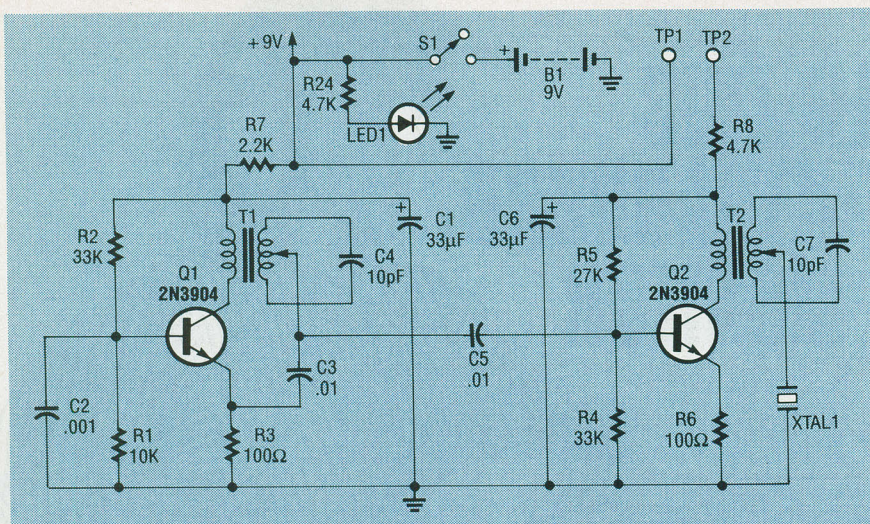 +9V
S1
+
B1
9V
TP1
TP2
R24
4.7K
LED1
R7
2.2K
R8
4.7K
R2
33K
T1
C4
10pF
+
C1
33µF
C6
33µF
+
R5
27K
T2
C7
10pF
Q1
2N3904
Q2
2N3904
C2
.001
R1
10K
C3
.01
R3
100Ω
C5
.01
R4
33K
R6
100Ω
XTAL1